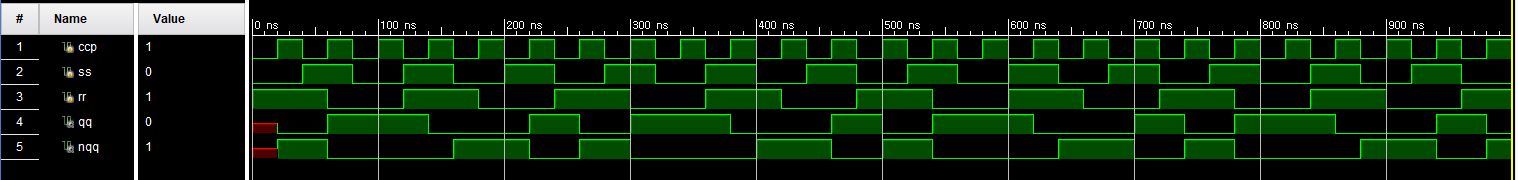 # Name Value
0 ns 100 ns 200 ns 300 ns 400 ns 500 ns 600 ns 700 ns 800 ns 900 ns
1 ccp 1
2 ss 0
3 rr 1
4 qq 0
5 nqq 1